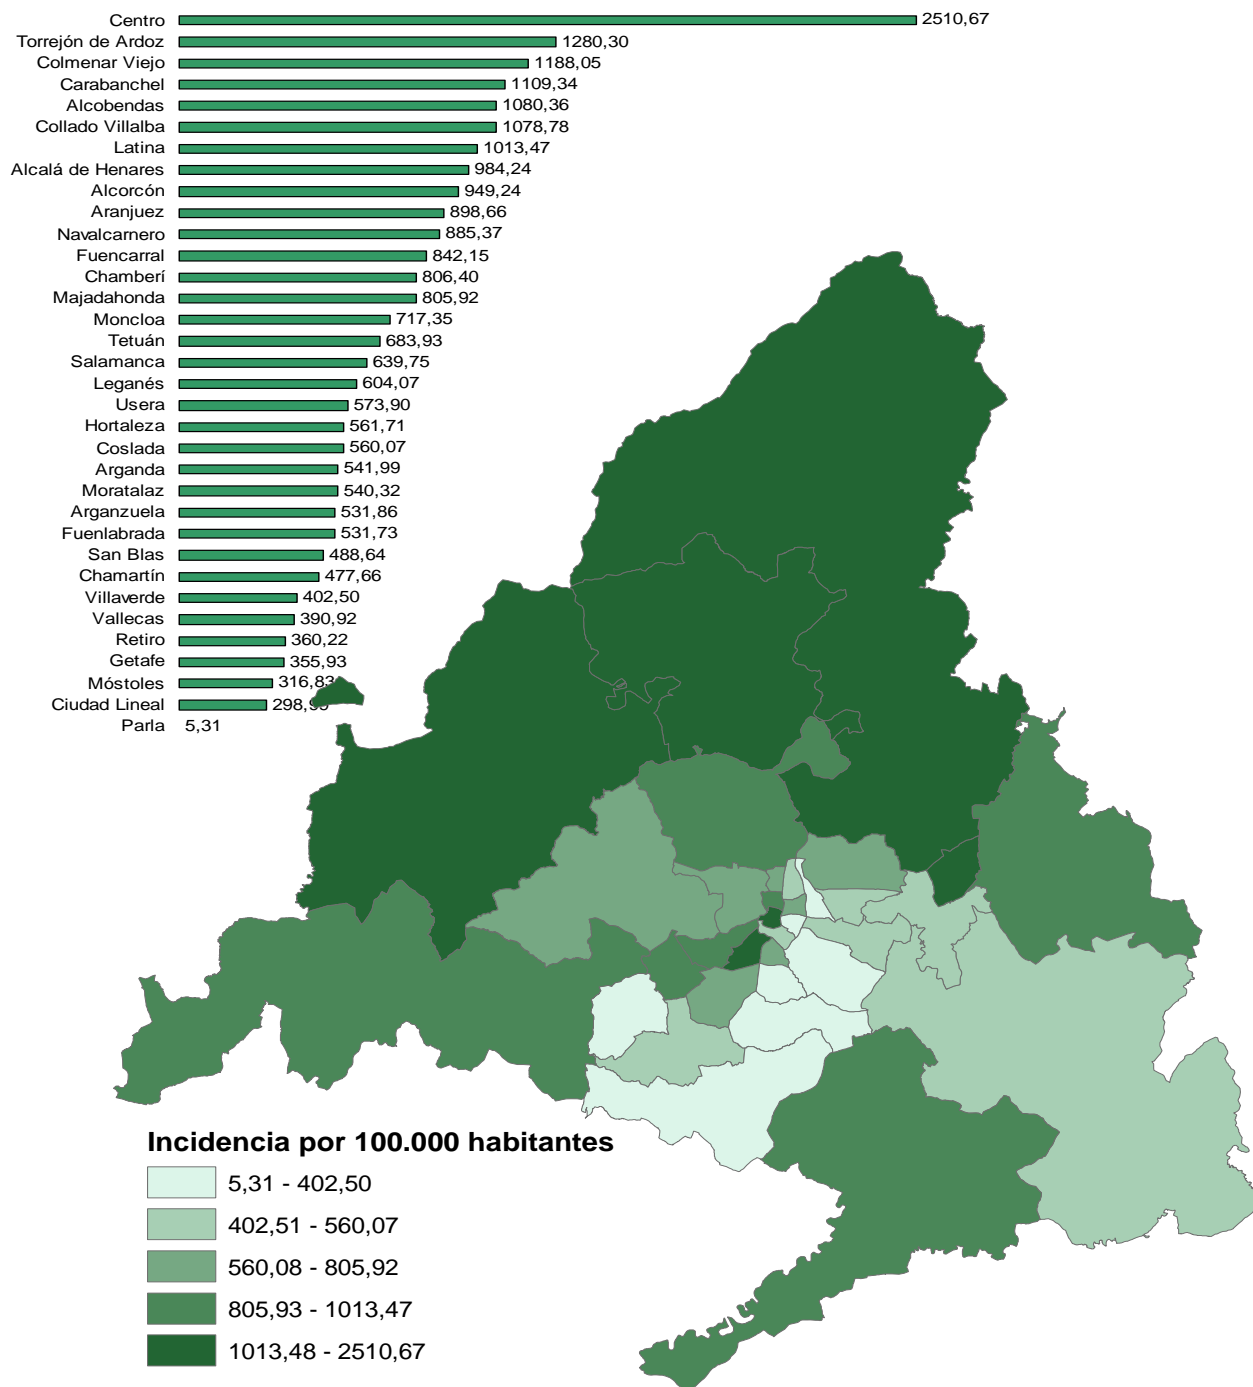 Centro 2510,67
Torrejón de Ardoz 1280,30
Colmenar Viejo 1188,05
Carabanchel 1109,34
Alcobendas 1080,36
Collado Villalba 1078,78
Latina 1013,47
Alcalá de Henares 984,24
Alcorcón 949,24
Aranjuez 898,66
Navalcarnero 885,37
Fuencarral 842,15
Chamberí 806,40
Majadahonda 805,92
Moncloa 717,35
Tetuán 683,93
Salamanca 639,75
Leganés 604,07
Usera 573,90
Hortaleza 561,71
Coslada 560,07
Arganda 541,99
Moratalaz 540,32
Arganzuela 531,86
Fuenlabrada 531,73
San Blas 488,64
Chamartín 477,66
Villaverde 402,50
Vallecas 390,92
Retiro 360,22
Getafe 355,93
Móstoles 316,83
Ciudad Lineal
Parla 5,31
Incidencia por 100.000 habitantes
5,31 - 402,50
402,51 - 560,07
560,08 - 805,92
805,93 - 1013,47
1013,48 - 2510,67